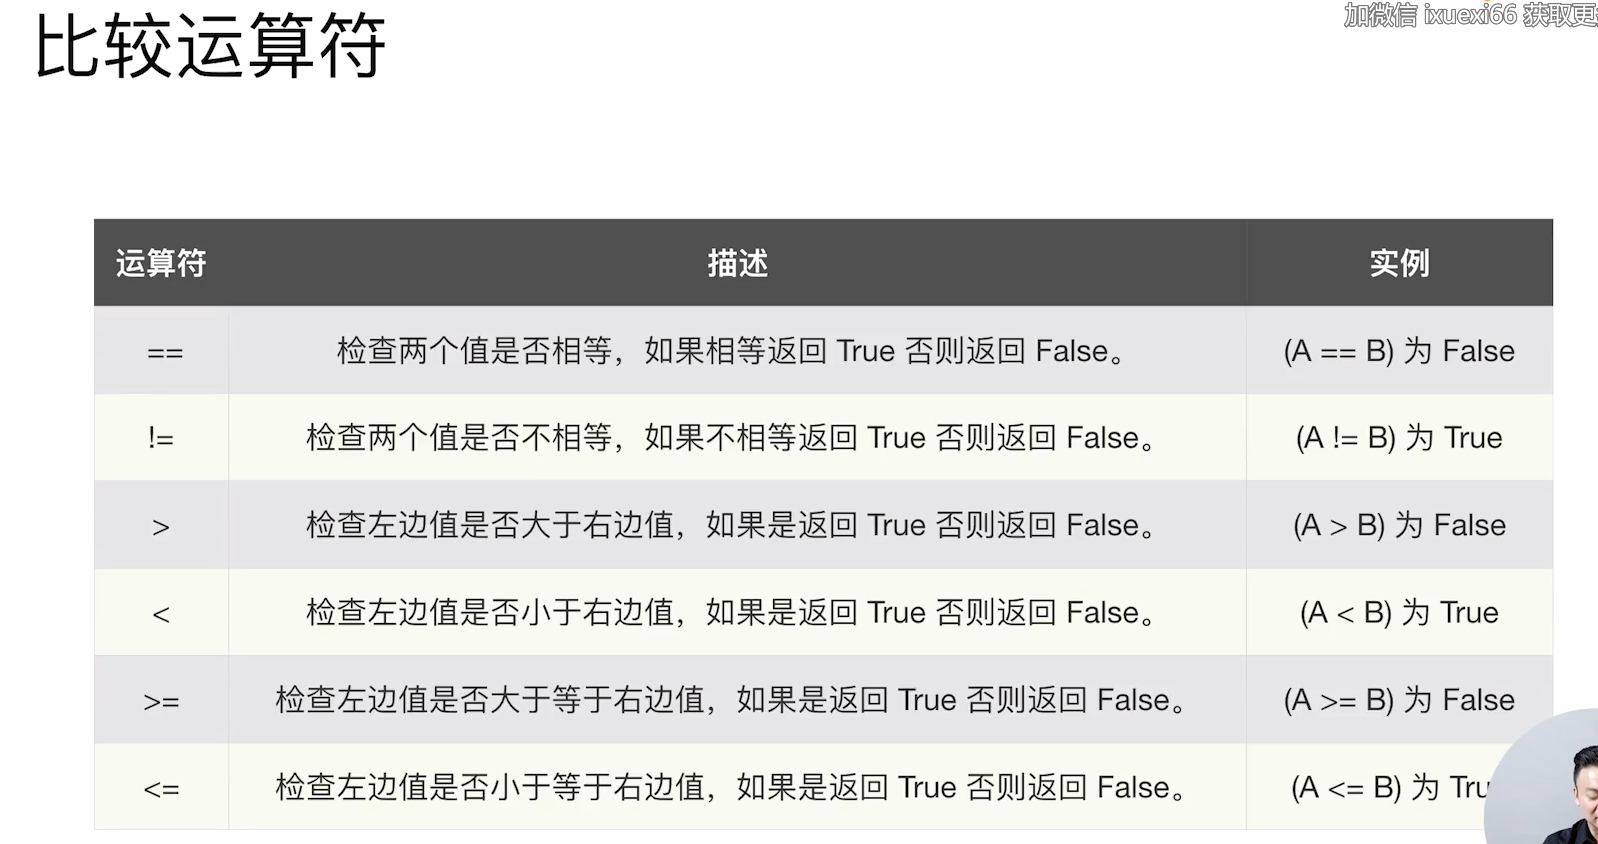 加微信 ixuexi66 获取更
比较运算符
运算符 描述 实例
== 检查两个值是否相等，如果相等返回 True 否则返回 False。 (A == B) 为 False
!= 检查两个值是否不相等，如果不相等返回 True 否则返回 False。 (A != B) 为 True
> 检查左边值是否大于右边值，如果是返回 True 否则返回 False。 (A > B) 为 False
< 检查左边值是否小于右边值，如果是返回 True 否则返回 False。 (A < B) 为 True
>= 检查左边值是否大于等于右边值，如果是返回 True 否则返回 False。 (A >= B) 为 False
<= 检查左边值是否小于等于右边值，如果是返回 True 否则返回 False。 (A <= B) 为 Tru